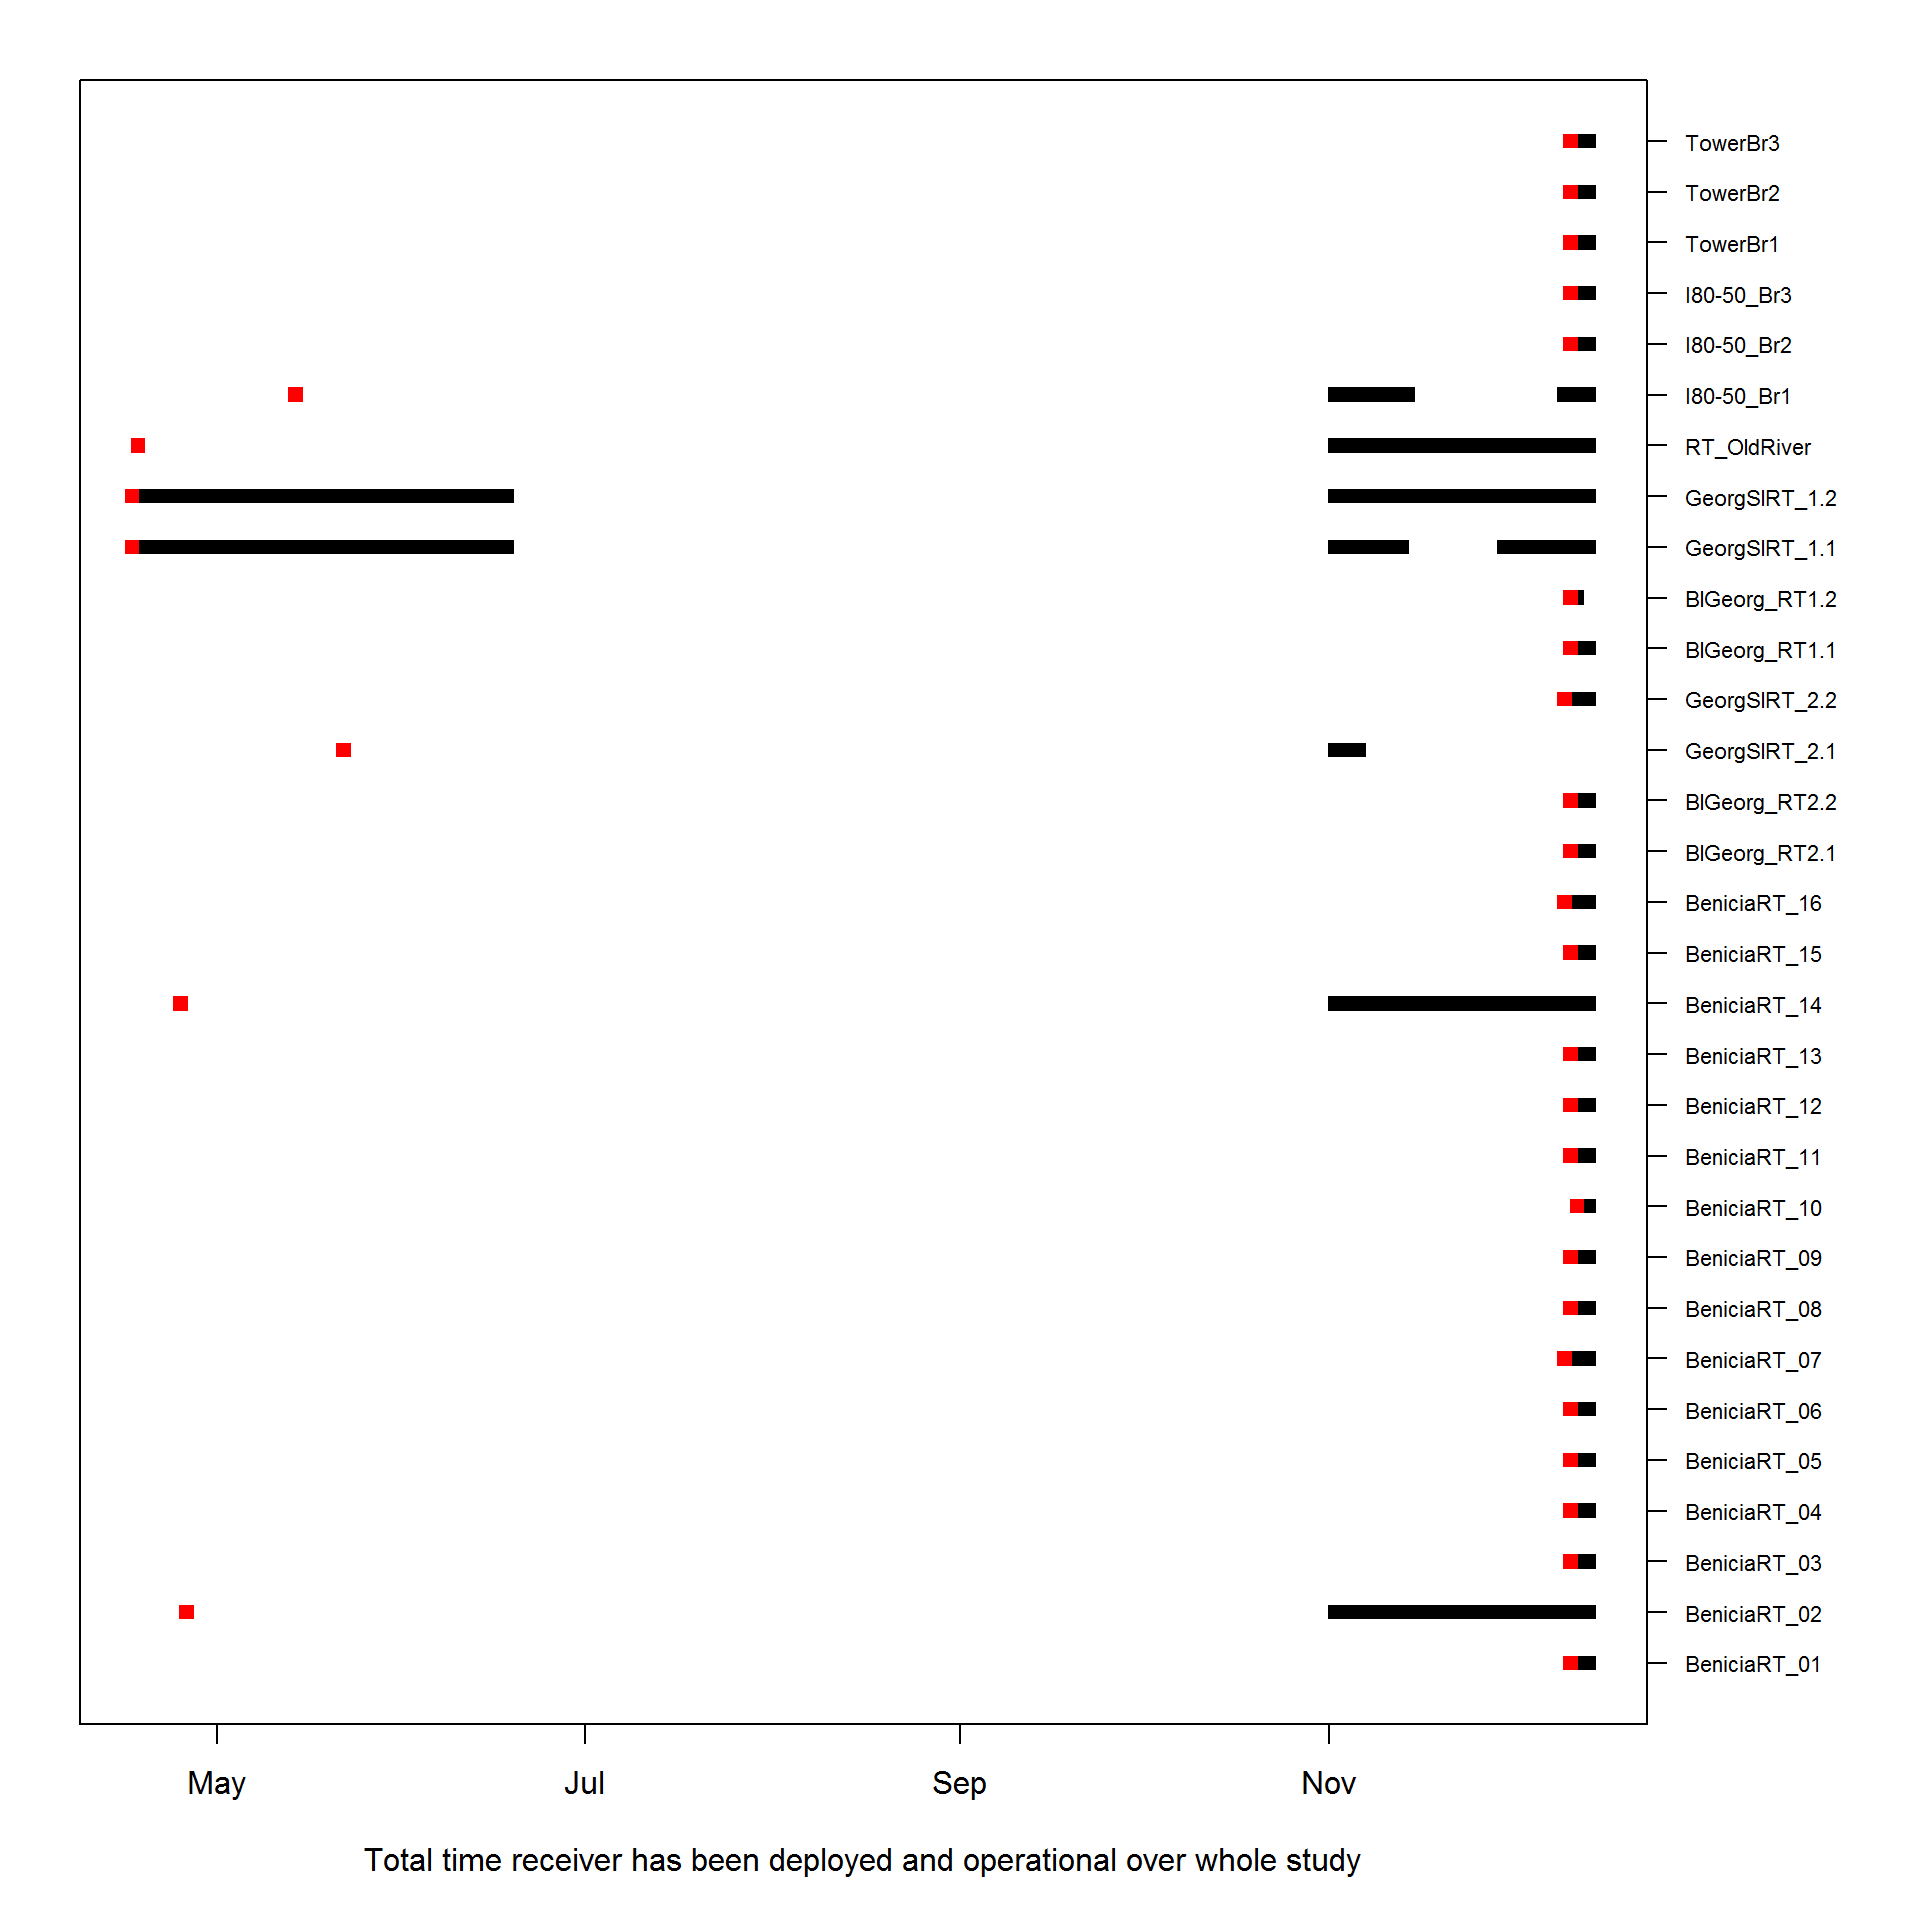 TowerBr3
TowerBr2
TowerBr1
I80-50_Br3
I80-50_Br2
I80-50_Br1
RT_OldRiver
GeorgSlRT_1.2
GeorgSlRT_1.1
BlGeorg_RT1.2
BlGeorg_RT1.1
GeorgSlRT_2.2
GeorgSlRT_2.1
BlGeorg_RT2.2
BlGeorg_RT2.1
BeniciaRT_16
BeniciaRT_15
BeniciaRT_14
BeniciaRT_13
BeniciaRT_12
BeniciaRT_11
BeniciaRT_10
BeniciaRT_09
BeniciaRT_08
BeniciaRT_07
BeniciaRT_06
BeniciaRT_05
BeniciaRT_04
BeniciaRT_03
BeniciaRT_02
BeniciaRT_01
May Jul Sep Nov
Total time receiver has been deployed and operational over whole study